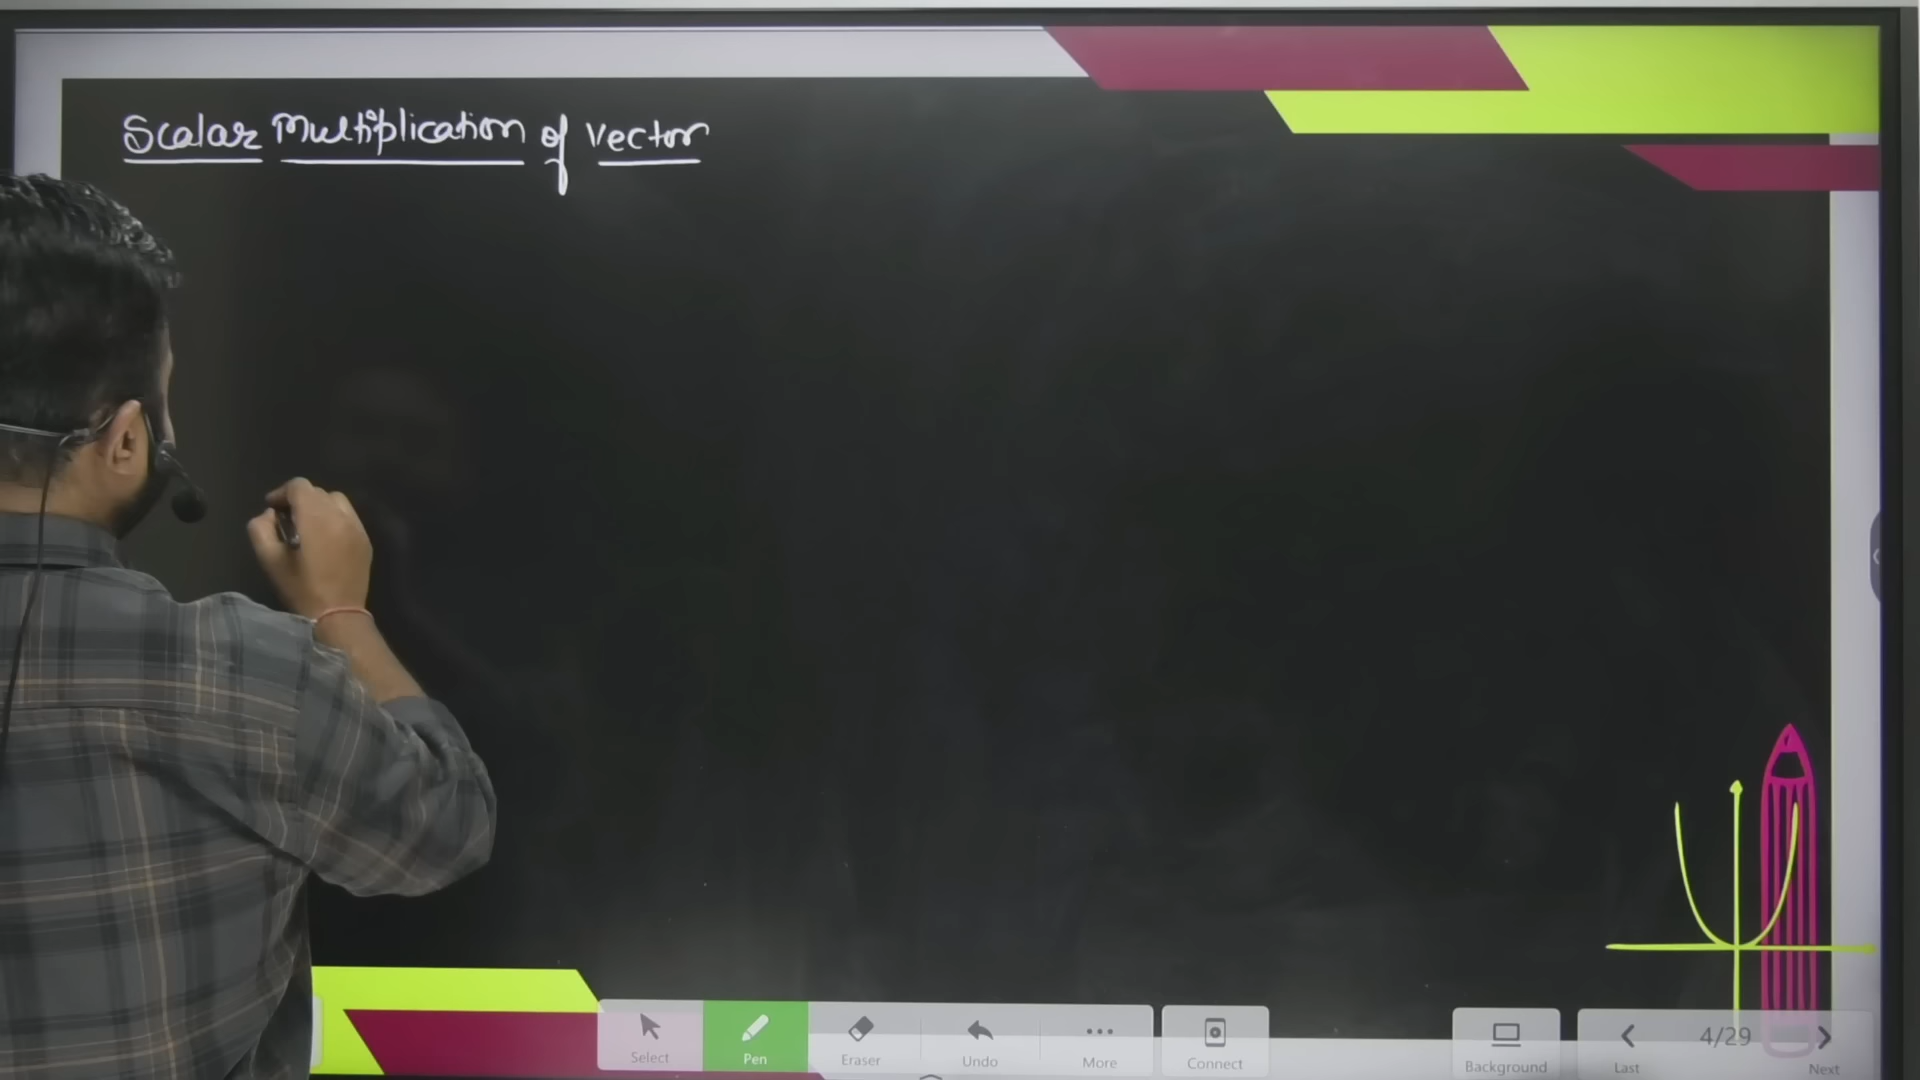 Scalar Multiplication of vector
Select
Pen
Eraser
Undo
More
Connect
Background
Last
4/29
Next